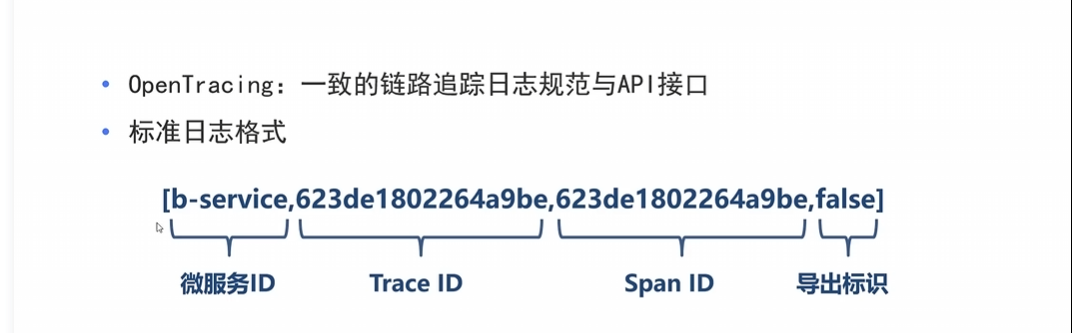 OpenTracing：一致的链路追踪日志规范与API接口
标准日志格式
[b-service,623de1802264a9be,623de1802264a9be,false]
微服务ID Trace ID Span ID 导出标识